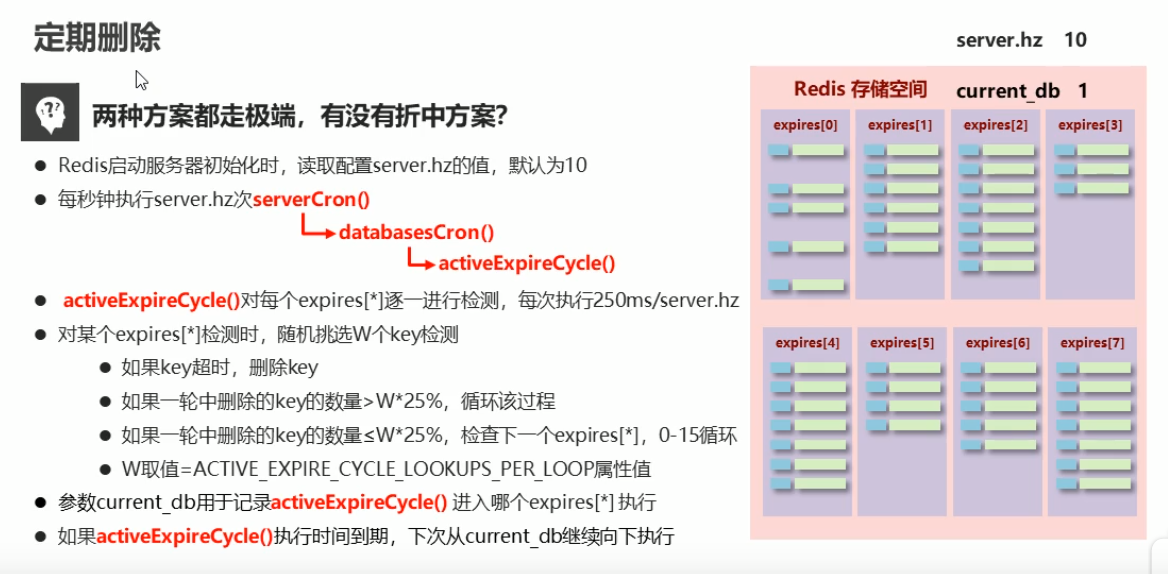 定期删除
server.hz 10
??
两种方案都走极端，有没有折中方案？
Redis启动服务器初始化时，读取配置server.hz的值，默认为10
每秒钟执行server.hz次serverCron()
databasesCron()
activeExpireCycle()
activeExpireCycle()对每个expires[*]逐一进行检测，每次执行250ms/server.hz
对某个expires[*]检测时，随机挑选W个key检测
如果key超时，删除key
如果一轮中删除的key的数量>W*25%，循环该过程
如果一轮中删除的key的数量≤W*25%，检查下一个expires[*]，0-15循环
W取值=ACTIVE_EXPIRE_CYCLE_LOOKUPS_PER_LOOP属性值
参数current_db用于记录activeExpireCycle() 进入哪个expires[*] 执行
如果activeExpireCycle()执行时间到期，下次从current_db继续向下执行
Redis 存储空间 current_db 1
expires[0] expires[1] expires[2] expires[3]
expires[4] expires[5] expires[6] expires[7]